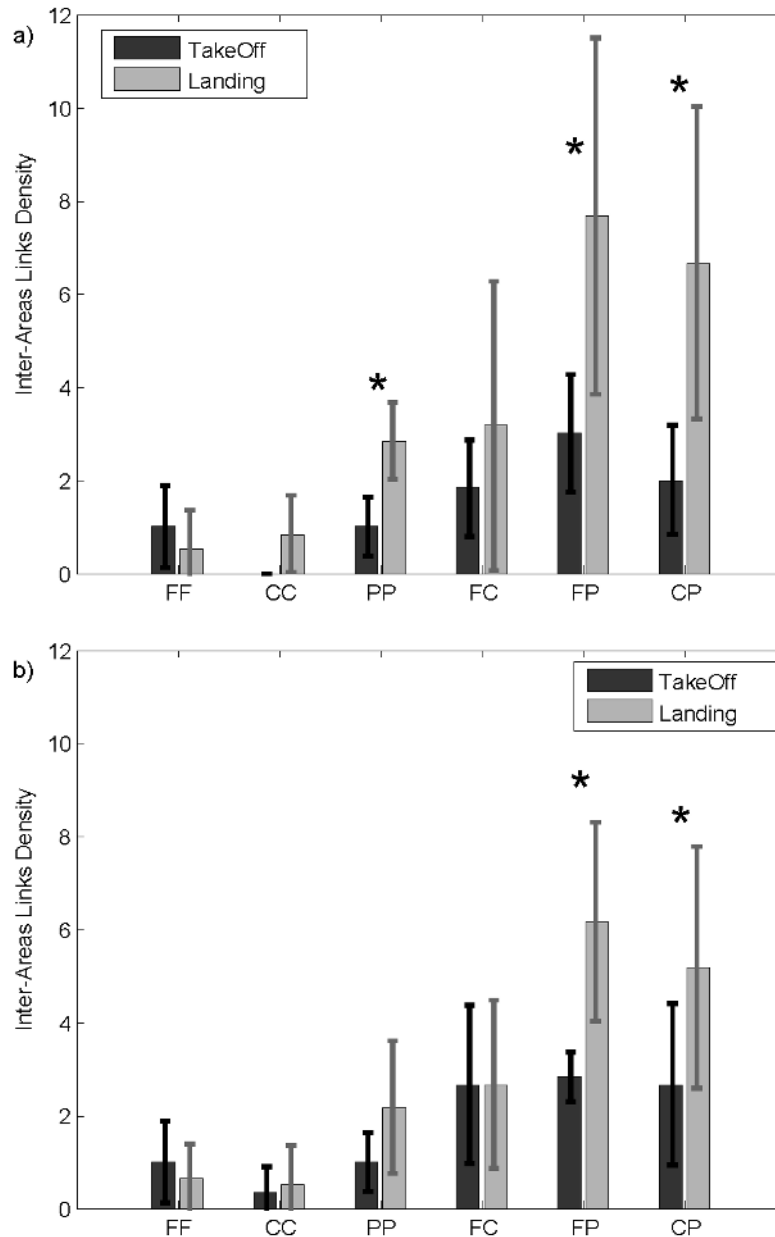 a)
12
TakeOff
Landing
10
8
6
4
2
0
Inter-Areas Links Density
*
*
*
FF CC PP FC FP CP
b)
12
TakeOff
Landing
10
8
6
4
2
0
Inter-Areas Links Density
*
*
FF CC PP FC FP CP